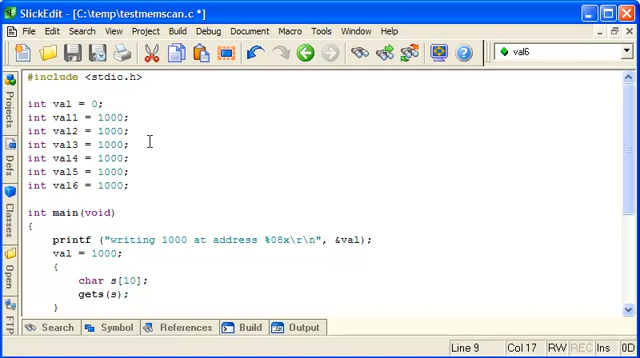 SlickEdit - [C:\temp\testmemscan.c *]
File Edit Search View Project Build Debug Document Macro Tools Window Help
val6
#include <stdio.h>
int val = 0;
int val1 = 1000;
int val2 = 1000;
int val3 = 1000;
int val4 = 1000;
int val5 = 1000;
int val6 = 1000;
int main(void)
{
printf ("writing 1000 at address %08x\r\n", &val);
val = 1000;
{
char s[10];
gets(s);
}
Projects
Defs
Classes
Open
FTP
Search Symbol References Build Output
Line 9 Col 17 RW REC Ins 0D